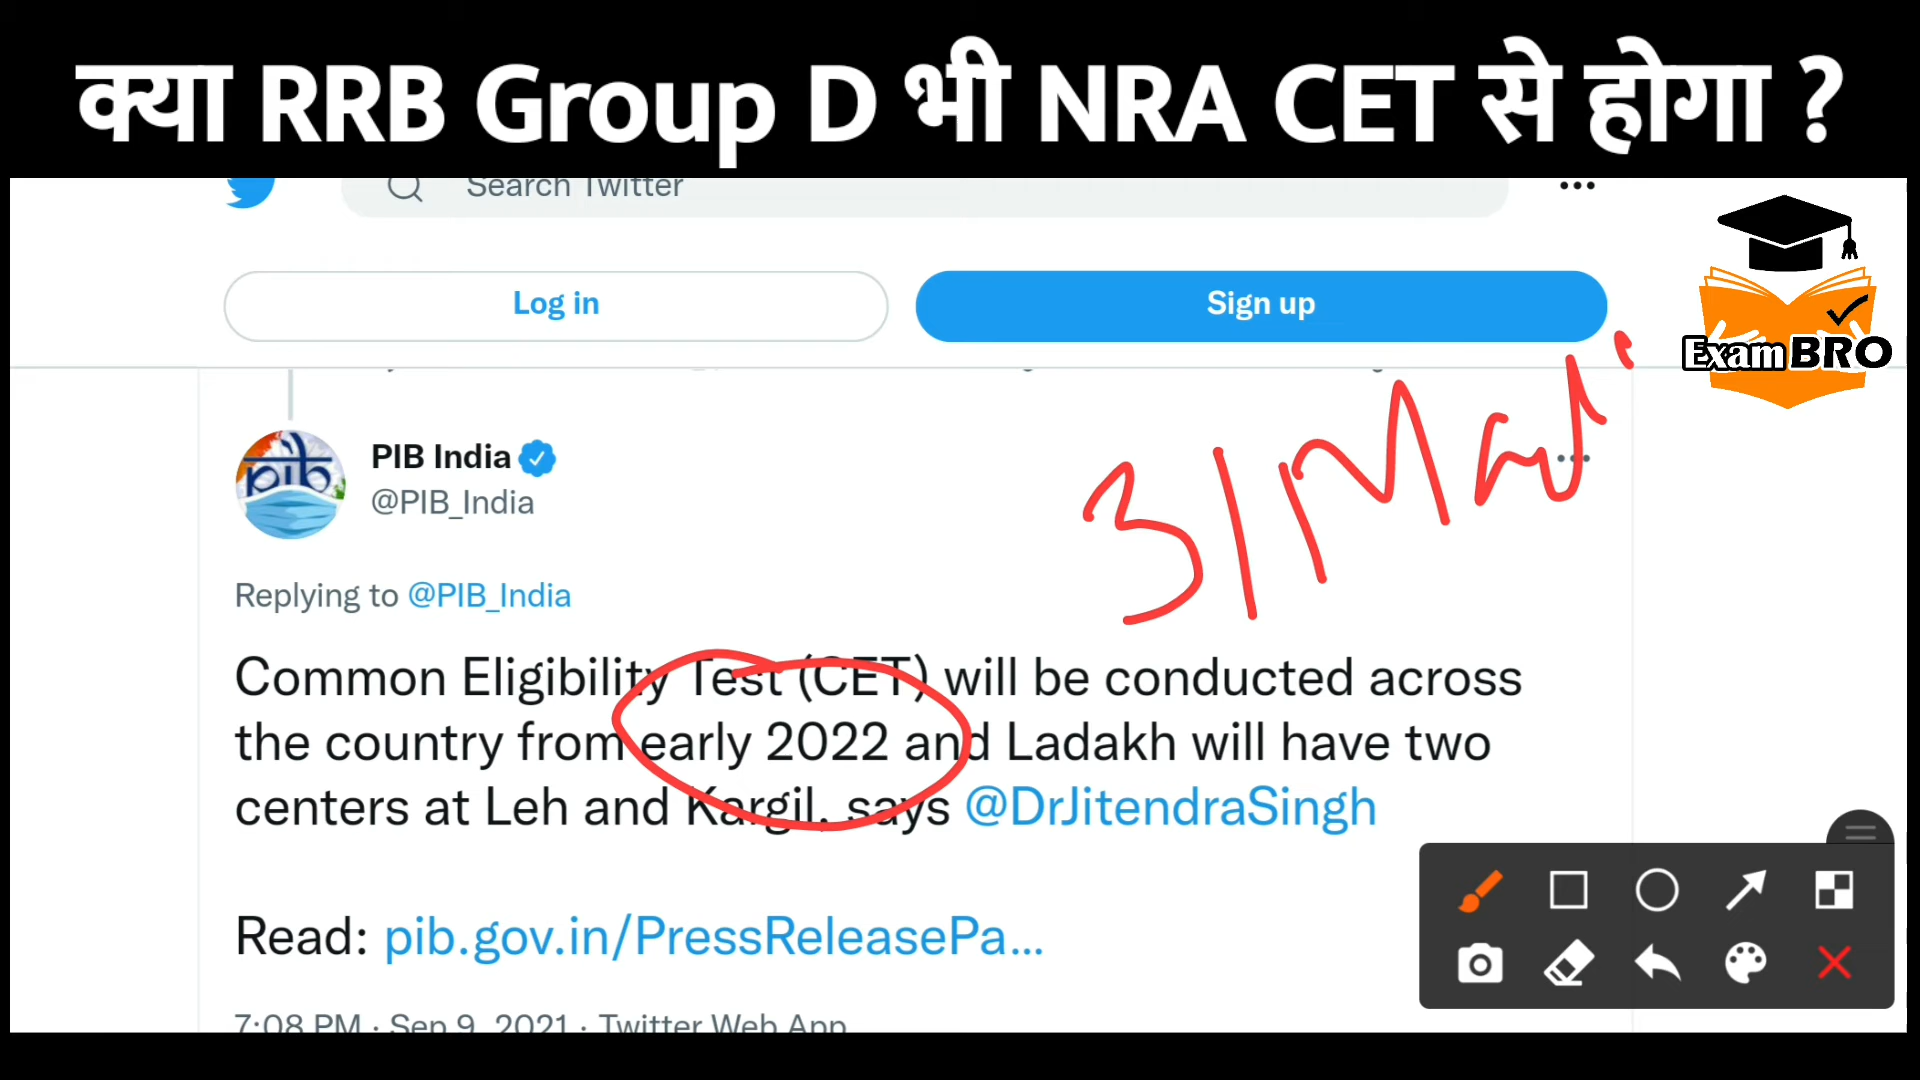 क्या RRB Group D भी NRA CET से होगा ?
Search Twitter
Log in
Sign up
Exam BRO
PIB India
@PIB_India
31 Mar
Replying to @PIB_India
Common Eligibility Test (CET) will be conducted across
the country from early 2022 and Ladakh will have two
centers at Leh and Kargil, says @DrJitendraSingh
Read: pib.gov.in/PressReleasePa...
7:08 PM · Sep 9, 2021 · Twitter Web App